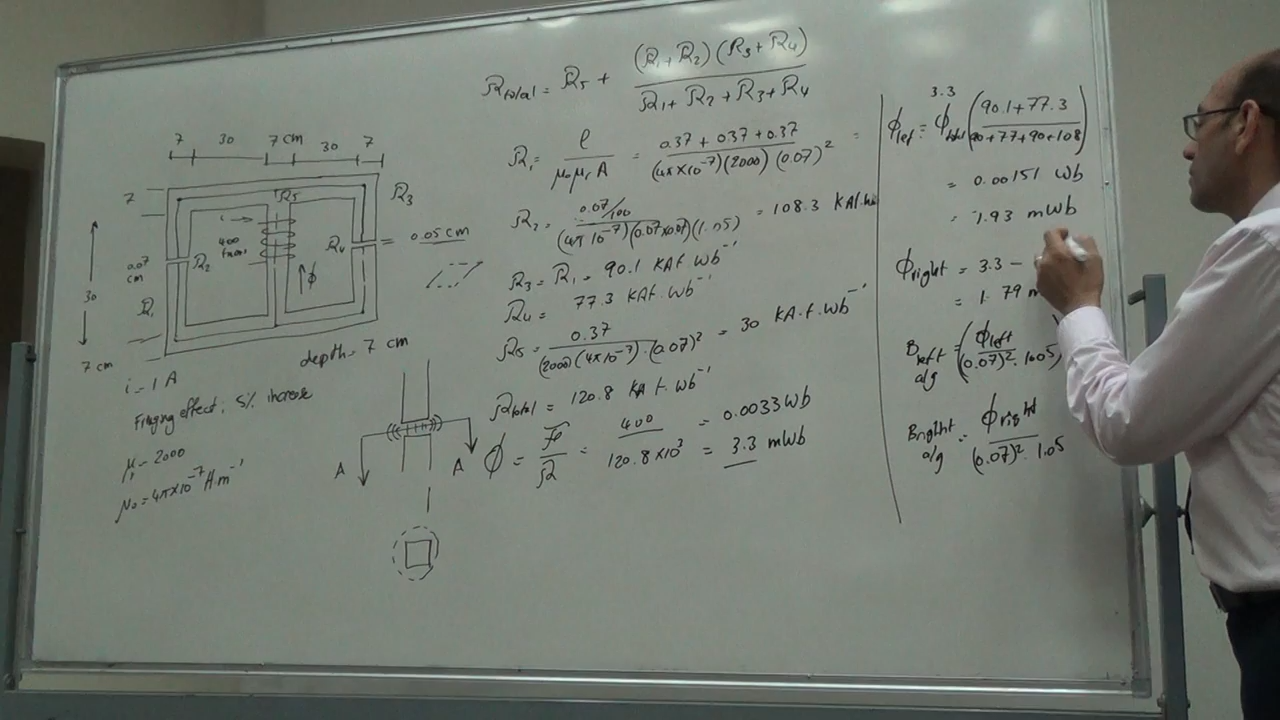 7 30 7 cm 30 7
7
R5
R3
i →
400
turns
R2
R4
= 0.05 cm
0.07
cm
↑ ϕ
30
R1
7 cm
depth = 7 cm
i = 1 A
Fringing effect, 5% increase
μr = 2000
μ0 = 4π×10⁻⁷ H.m⁻¹
A A
Rtotal = R5 + (R1 + R2)(R3 + R4) / R1 + R2 + R3 + R4
R1 = ℓ / μ0 μr A = 0.37 + 0.37 + 0.37 / (4π×10⁻⁷)(2000)(0.07)² =
R2 = 0.07/100 / (4π 10⁻⁷)(0.07×0.07)(1.05) = 108.3 KAt.Wb
R3 = R1 = 90.1 KAt.Wb⁻¹
R4 = 77.3 KAt.Wb⁻¹
R5 = 0.37 / (2000)(4π×10⁻⁷).(0.07)² = 30 KA.t.Wb⁻¹
Rtotal = 120.8 KAt.Wb⁻¹
ϕ = F / R = 400 / 120.8×10³ = 0.0033 Wb
= 3.3 mWb
3.3
ϕlef = ϕtotal (90.1 + 77.3 / 90+77+90+108)
= 0.00151 Wb
= 1.93 mWb
ϕright = 3.3 −
= 1.79 m
Bleft a/g = (ϕleft / (0.07)².1.05)
Bright a/g = ϕright / (0.07)².1.05